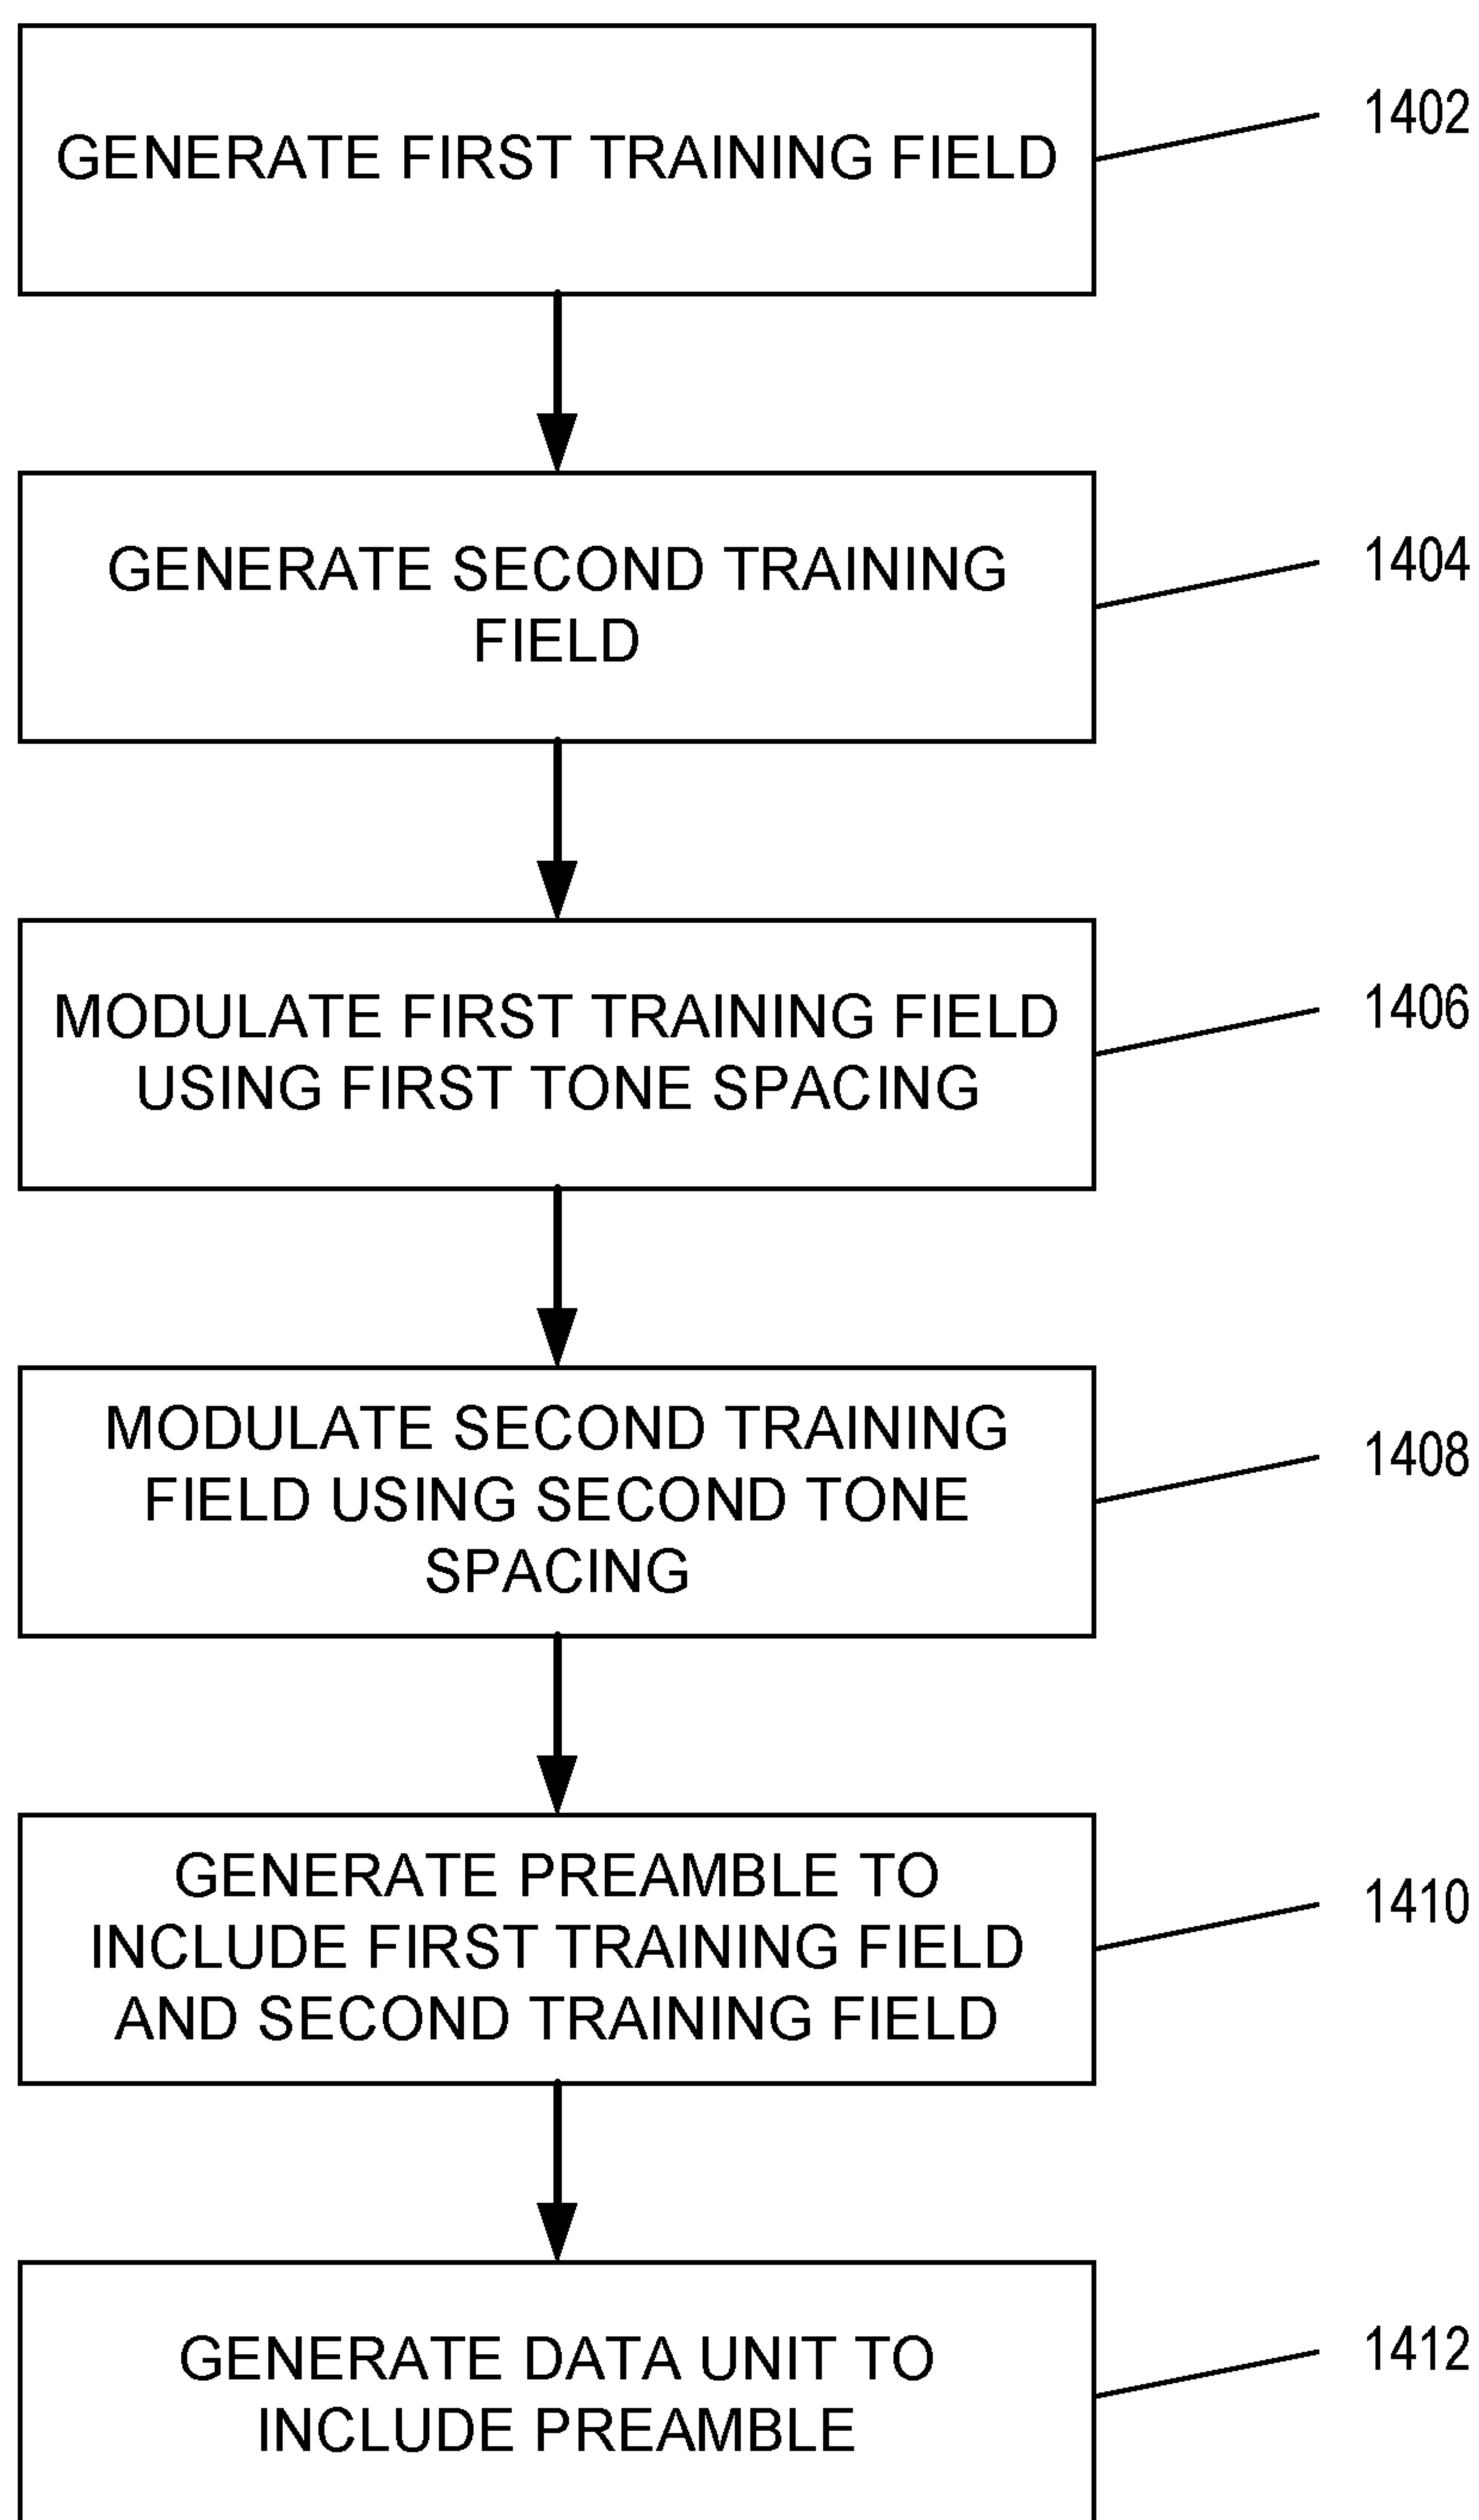 GENERATE FIRST TRAINING FIELD
1402
GENERATE SECOND TRAINING
FIELD
1404
MODULATE FIRST TRAINING FIELD
USING FIRST TONE SPACING
1406
MODULATE SECOND TRAINING
FIELD USING SECOND TONE
SPACING
1408
GENERATE PREAMBLE TO
INCLUDE FIRST TRAINING FIELD
AND SECOND TRAINING FIELD
1410
GENERATE DATA UNIT TO
INCLUDE PREAMBLE
1412